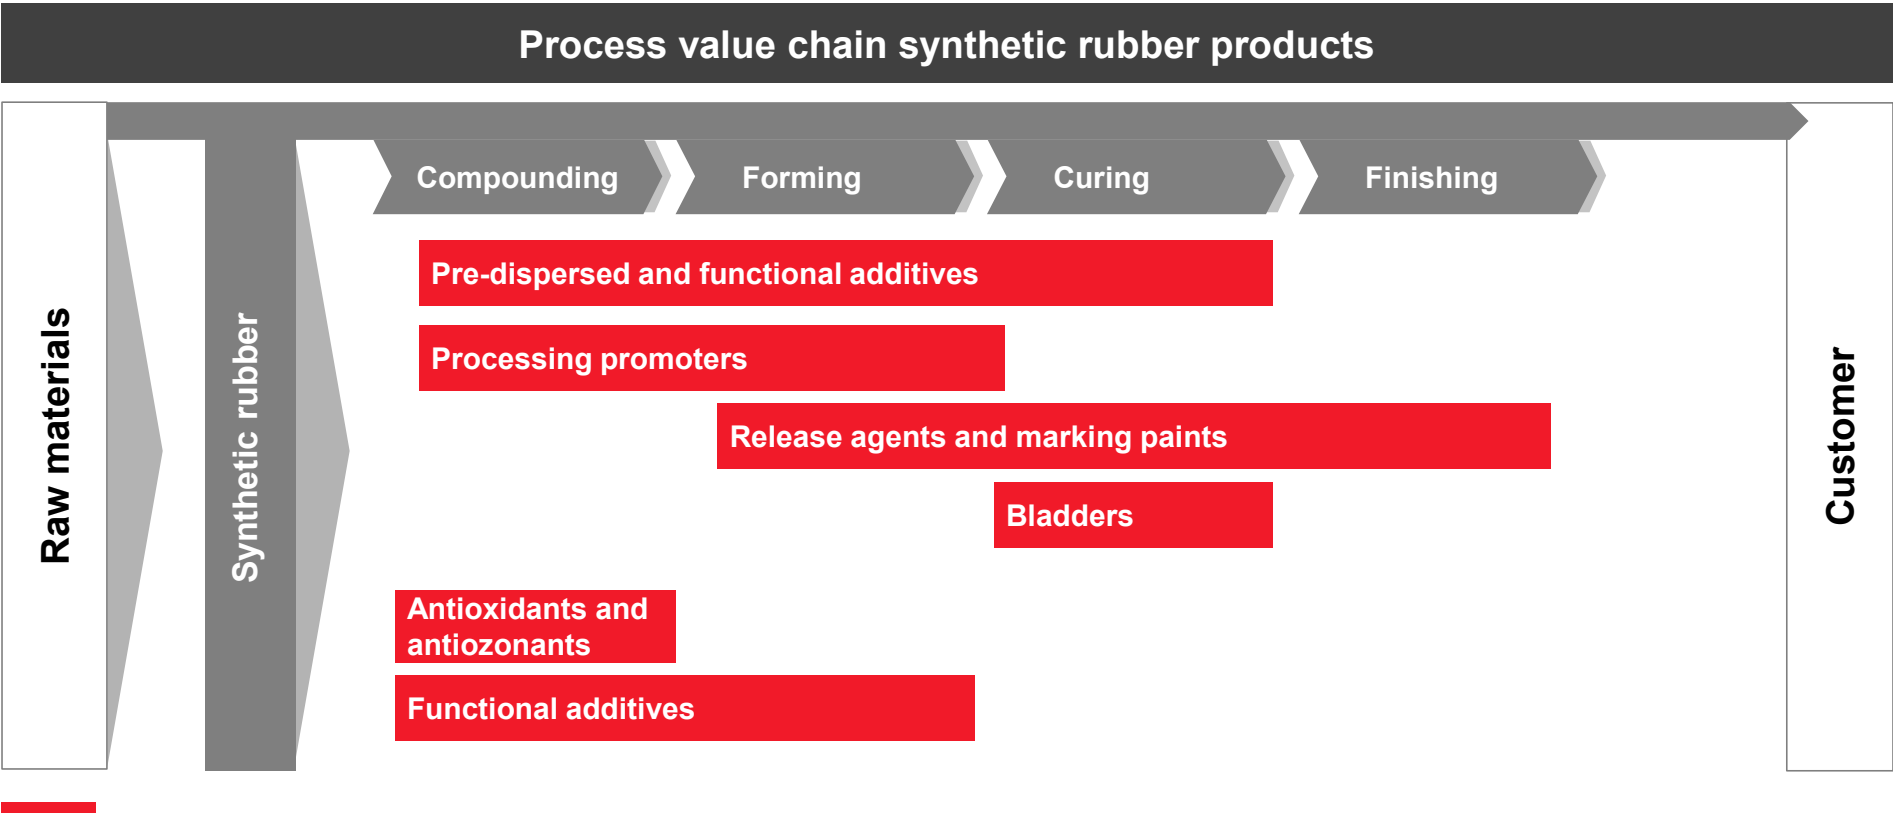 Process value chain synthetic rubber products
Raw materials
Synthetic rubber
Compounding
Forming
Curing
Finishing
Pre-dispersed and functional additives
Processing promoters
Release agents and marking paints
Bladders
Antioxidants and
antiozonants
Functional additives
Customer